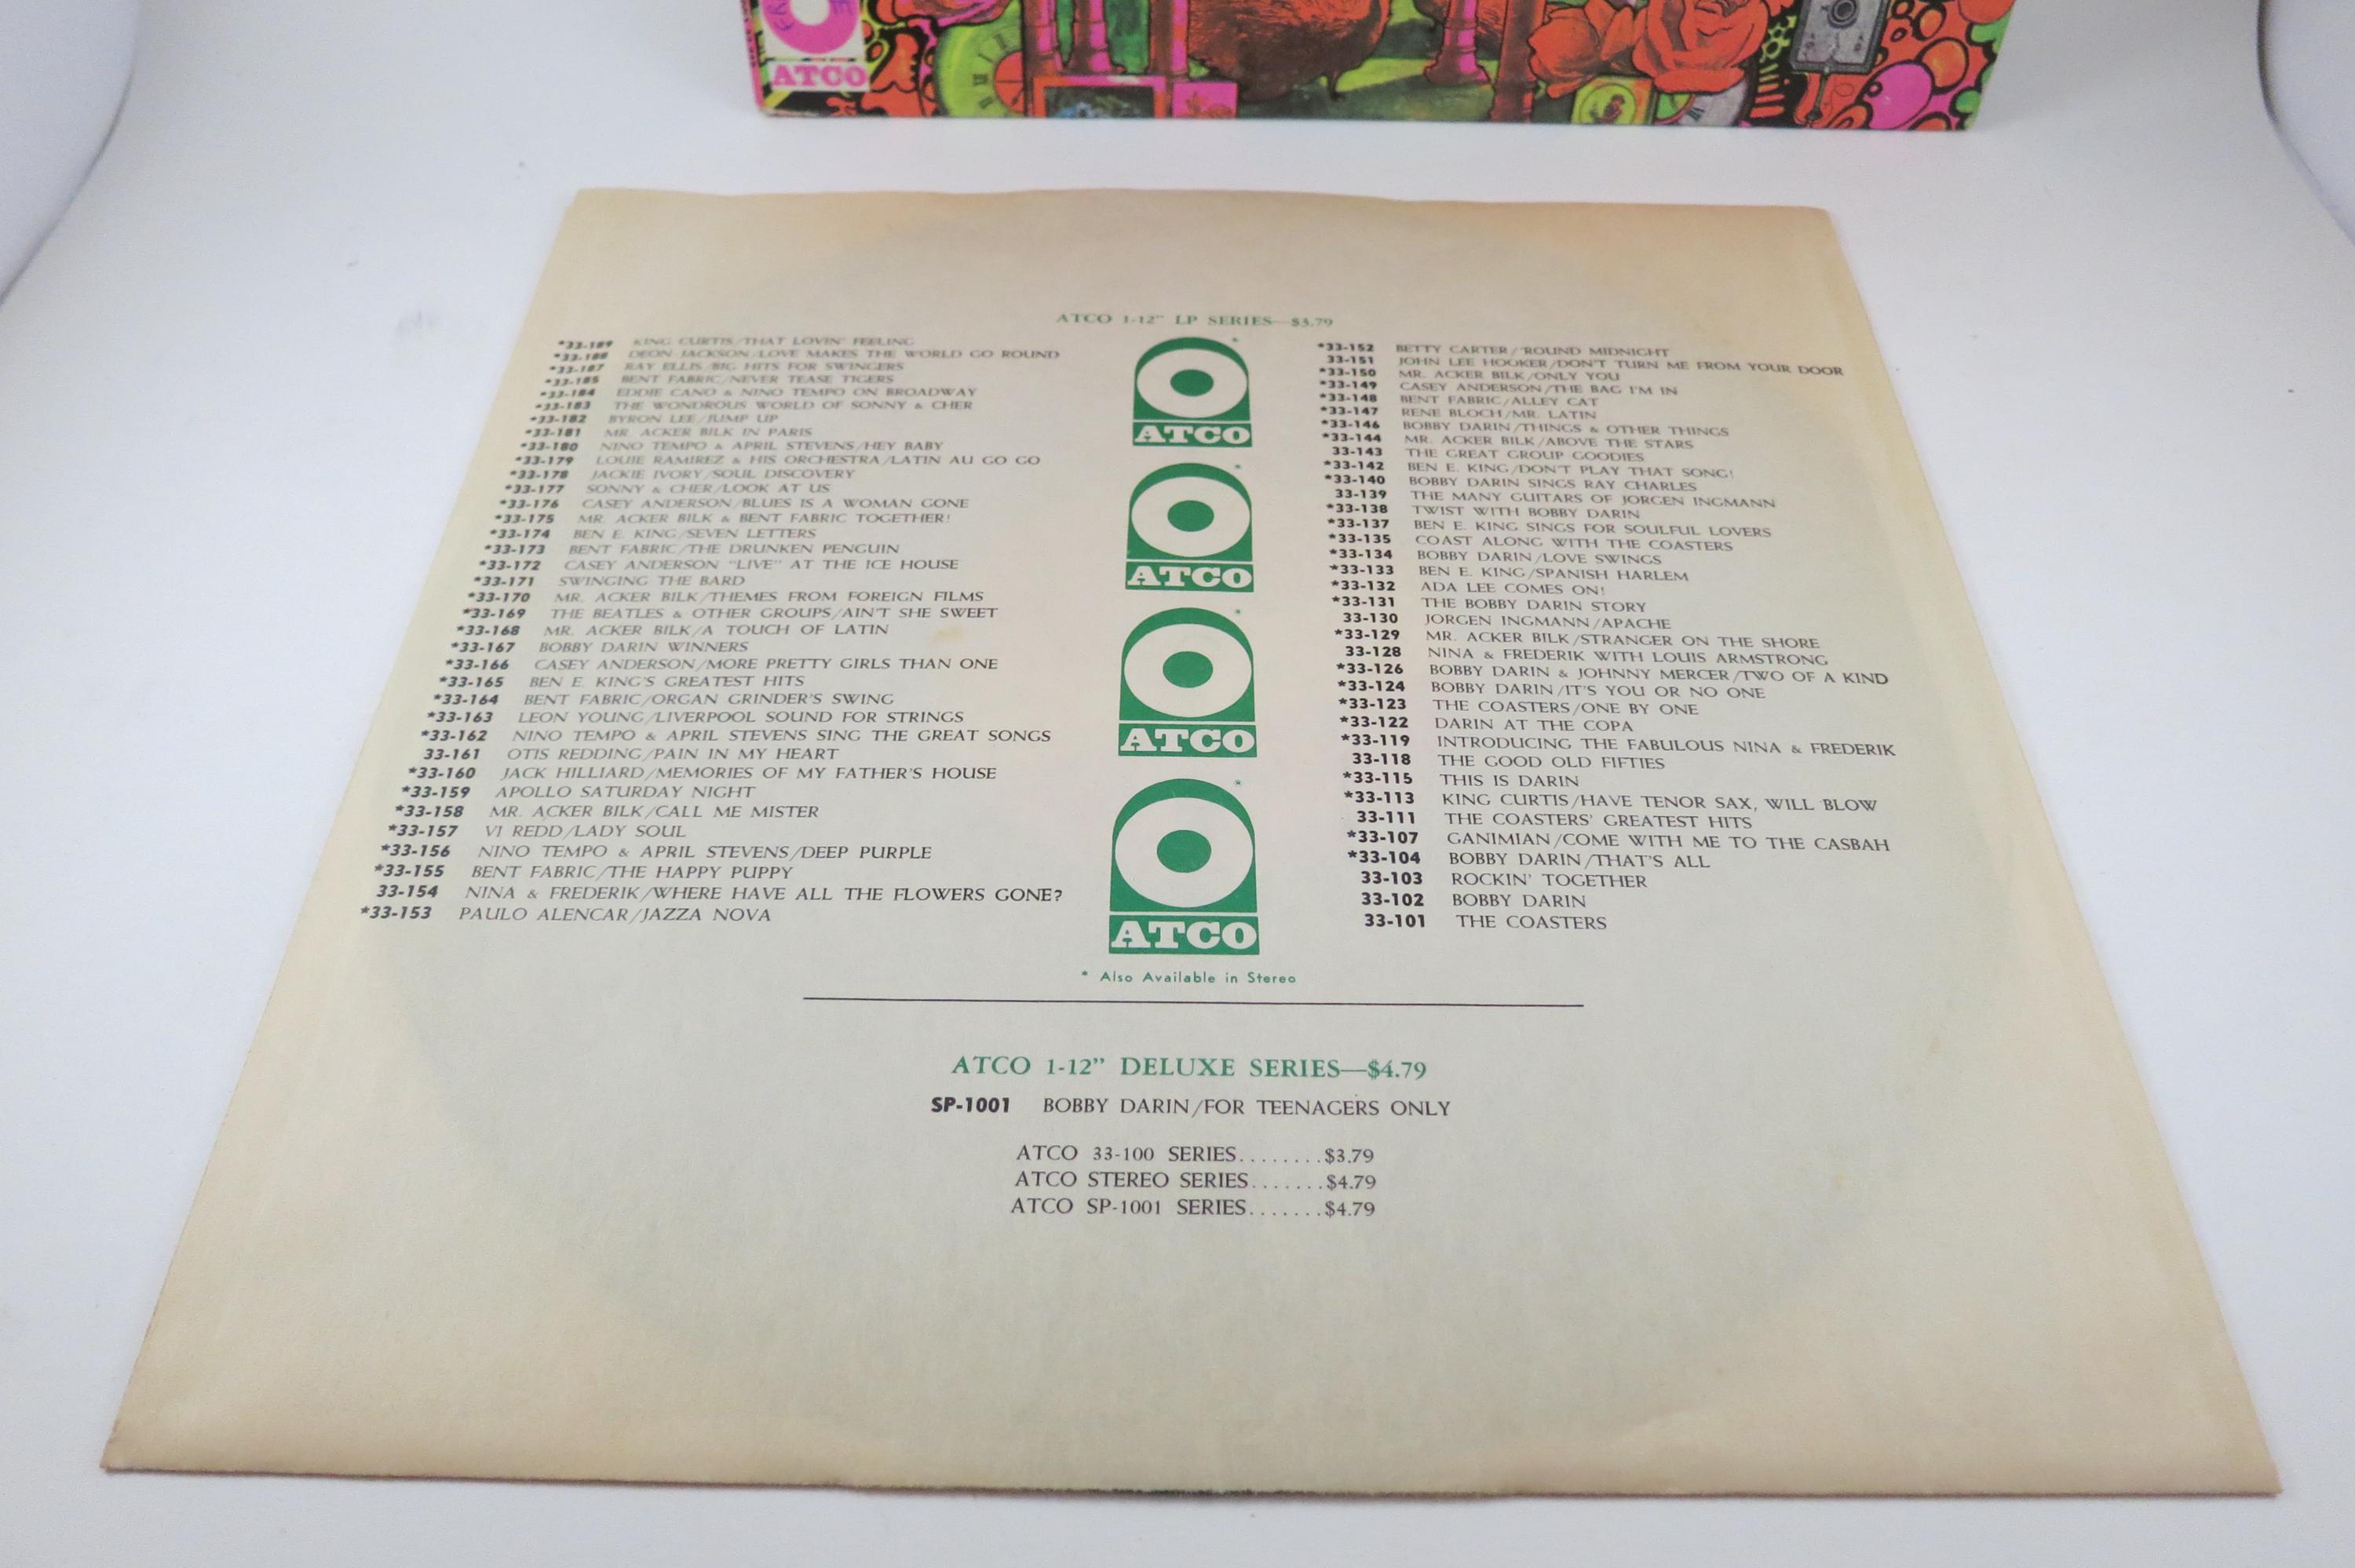 ATCO
ATCO 1-12" LP SERIES—$3.79
*33-189 KING CURTIS/THAT LOVIN' FEELING
*33-188 DEON JACKSON/LOVE MAKES THE WORLD GO ROUND
*33-187 RAY ELLIS/BIG HITS FOR SWINGERS
*33-185 BENT FABRIC/NEVER TEASE TIGERS
*33-184 EDDIE CANO & NINO TEMPO ON BROADWAY
*33-183 THE WONDROUS WORLD OF SONNY & CHER
*33-182 BYRON LEE/JUMP UP
*33-181 MR. ACKER BILK IN PARIS
*33-180 NINO TEMPO & APRIL STEVENS/HEY BABY
*33-179 LOUIE RAMIREZ & HIS ORCHESTRA/LATIN AU GO GO
*33-178 JACKIE IVORY/SOUL DISCOVERY
*33-177 SONNY & CHER/LOOK AT US
*33-176 CASEY ANDERSON/BLUES IS A WOMAN GONE
*33-175 MR. ACKER BILK & BENT FABRIC TOGETHER!
*33-174 BEN E. KING/SEVEN LETTERS
*33-173 BENT FABRIC/THE DRUNKEN PENGUIN
*33-172 CASEY ANDERSON "LIVE" AT THE ICE HOUSE
*33-171 SWINGING THE BARD
*33-170 MR. ACKER BILK/THEMES FROM FOREIGN FILMS
*33-169 THE BEATLES & OTHER GROUPS/AIN'T SHE SWEET
*33-168 MR. ACKER BILK/A TOUCH OF LATIN
*33-167 BOBBY DARIN WINNERS
*33-166 CASEY ANDERSON/MORE PRETTY GIRLS THAN ONE
*33-165 BEN E. KING'S GREATEST HITS
*33-164 BENT FABRIC/ORGAN GRINDER'S SWING
*33-163 LEON YOUNG/LIVERPOOL SOUND FOR STRINGS
*33-162 NINO TEMPO & APRIL STEVENS SING THE GREAT SONGS
33-161 OTIS REDDING/PAIN IN MY HEART
*33-160 JACK HILLIARD/MEMORIES OF MY FATHER'S HOUSE
*33-159 APOLLO SATURDAY NIGHT
*33-158 MR. ACKER BILK/CALL ME MISTER
*33-157 VI REDD/LADY SOUL
*33-156 NINO TEMPO & APRIL STEVENS/DEEP PURPLE
*33-155 BENT FABRIC/THE HAPPY PUPPY
33-154 NINA & FREDERIK/WHERE HAVE ALL THE FLOWERS GONE?
*33-153 PAULO ALENCAR/JAZZA NOVA
ATCO
ATCO
ATCO
ATCO
*33-152 BETTY CARTER/'ROUND MIDNIGHT
33-151 JOHN LEE HOOKER/DON'T TURN ME FROM YOUR DOOR
*33-150 MR. ACKER BILK/ONLY YOU
*33-149 CASEY ANDERSON/THE BAG I'M IN
*33-148 BENT FABRIC/ALLEY CAT
*33-147 RENE BLOCH/MR. LATIN
*33-146 BOBBY DARIN/THINGS & OTHER THINGS
*33-144 MR. ACKER BILK/ABOVE THE STARS
33-143 THE GREAT GROUP GOODIES
*33-142 BEN E. KING/DON'T PLAY THAT SONG!
*33-140 BOBBY DARIN SINGS RAY CHARLES
33-139 THE MANY GUITARS OF JORGEN INGMANN
*33-138 TWIST WITH BOBBY DARIN
*33-137 BEN E. KING SINGS FOR SOULFUL LOVERS
*33-135 COAST ALONG WITH THE COASTERS
*33-134 BOBBY DARIN/LOVE SWINGS
*33-133 BEN E. KING/SPANISH HARLEM
*33-132 ADA LEE COMES ON!
*33-131 THE BOBBY DARIN STORY
33-130 JORGEN INGMANN/APACHE
*33-129 MR. ACKER BILK/STRANGER ON THE SHORE
33-128 NINA & FREDERIK WITH LOUIS ARMSTRONG
*33-126 BOBBY DARIN & JOHNNY MERCER/TWO OF A KIND
*33-124 BOBBY DARIN/IT'S YOU OR NO ONE
*33-123 THE COASTERS/ONE BY ONE
*33-122 DARIN AT THE COPA
*33-119 INTRODUCING THE FABULOUS NINA & FREDERIK
33-118 THE GOOD OLD FIFTIES
*33-115 THIS IS DARIN
*33-113 KING CURTIS/HAVE TENOR SAX, WILL BLOW
33-111 THE COASTERS' GREATEST HITS
*33-107 GANIMIAN/COME WITH ME TO THE CASBAH
*33-104 BOBBY DARIN/THAT'S ALL
33-103 ROCKIN' TOGETHER
33-102 BOBBY DARIN
33-101 THE COASTERS
* Also Available in Stereo
ATCO 1-12" DELUXE SERIES—$4.79
SP-1001 BOBBY DARIN/FOR TEENAGERS ONLY
ATCO 33-100 SERIES........$3.79
ATCO STEREO SERIES.......$4.79
ATCO SP-1001 SERIES.......$4.79